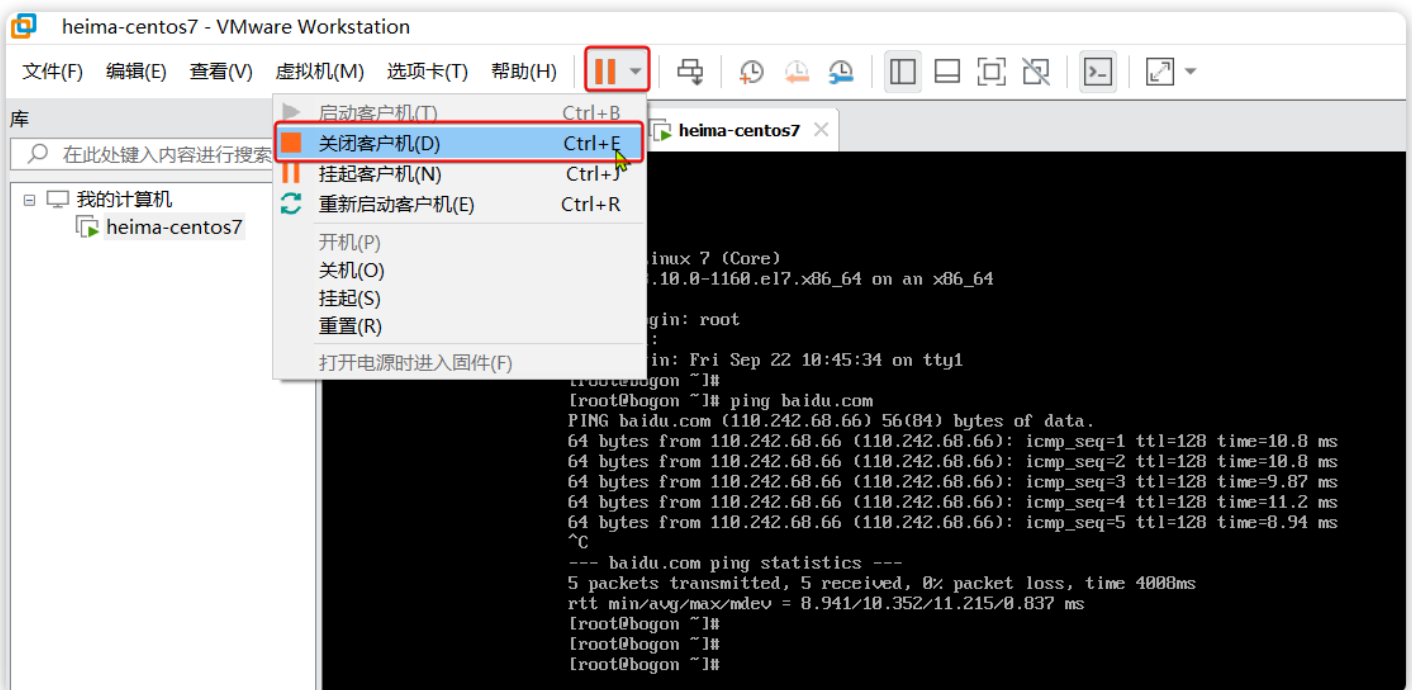 heima-centos7 - VMware Workstation
文件(F) 编辑(E) 查看(V) 虚拟机(M) 选项卡(T) 帮助(H)
库
在此处键入内容进行搜索
我的计算机
heima-centos7
启动客户机(T) Ctrl+B
关闭客户机(D) Ctrl+E
挂起客户机(N) Ctrl+J
重新启动客户机(E) Ctrl+R
开机(P)
关机(O)
挂起(S)
重置(R)
打开电源时进入固件(F)
heima-centos7
inux 7 (Core)
.10.0-1160.el7.x86_64 on an x86_64
gin: root
:
in: Fri Sep 22 10:45:34 on tty1
[root@bogon ~]#
[root@bogon ~]# ping baidu.com
PING baidu.com (110.242.68.66) 56(84) bytes of data.
64 bytes from 110.242.68.66 (110.242.68.66): icmp_seq=1 ttl=128 time=10.8 ms
64 bytes from 110.242.68.66 (110.242.68.66): icmp_seq=2 ttl=128 time=10.8 ms
64 bytes from 110.242.68.66 (110.242.68.66): icmp_seq=3 ttl=128 time=9.87 ms
64 bytes from 110.242.68.66 (110.242.68.66): icmp_seq=4 ttl=128 time=11.2 ms
64 bytes from 110.242.68.66 (110.242.68.66): icmp_seq=5 ttl=128 time=8.94 ms
^C
--- baidu.com ping statistics ---
5 packets transmitted, 5 received, 0% packet loss, time 4008ms
rtt min/avg/max/mdev = 8.941/10.352/11.215/0.837 ms
[root@bogon ~]#
[root@bogon ~]#
[root@bogon ~]#